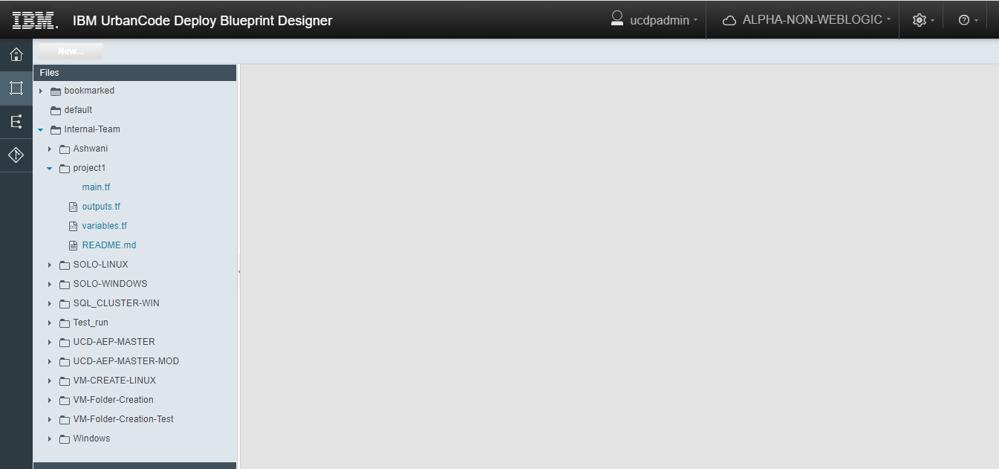 IBM. IBM UrbanCode Deploy Blueprint Designer ucdpadmin ALPHA-NON-WEBLOGIC
New...
Files
bookmarked
default
Internal-Team
Ashwani
project1
main.tf
outputs.tf
variables.tf
README.md
SOLO-LINUX
SOLO-WINDOWS
SQL_CLUSTER-WIN
Test_run
UCD-AEP-MASTER
UCD-AEP-MASTER-MOD
VM-CREATE-LINUX
VM-Folder-Creation
VM-Folder-Creation-Test
Windows